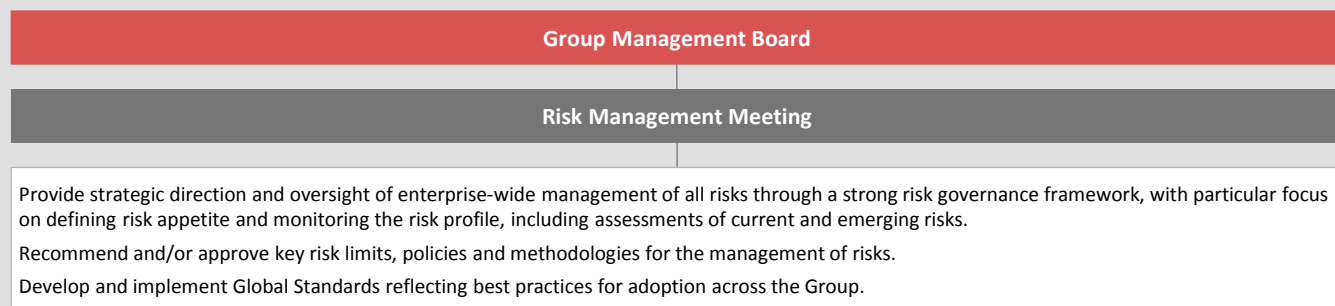 Group Management Board
Risk Management Meeting
Provide strategic direction and oversight of enterprise-wide management of all risks through a strong risk governance framework, with particular focus
on defining risk appetite and monitoring the risk profile, including assessments of current and emerging risks.
Recommend and/or approve key risk limits, policies and methodologies for the management of risks.
Develop and implement Global Standards reflecting best practices for adoption across the Group.